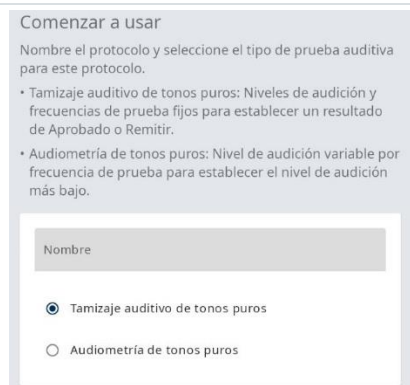 Comenzar a usar
Nombre el protocolo y seleccione el tipo de prueba auditiva
para este protocolo.
• Tamizaje auditivo de tonos puros: Niveles de audición y
frecuencias de prueba fijos para establecer un resultado
de Aprobado o Remitir.
• Audiometría de tonos puros: Nivel de audición variable por
frecuencia de prueba para establecer el nivel de audición
más bajo.
Nombre
Tamizaje auditivo de tonos puros
Audiometría de tonos puros